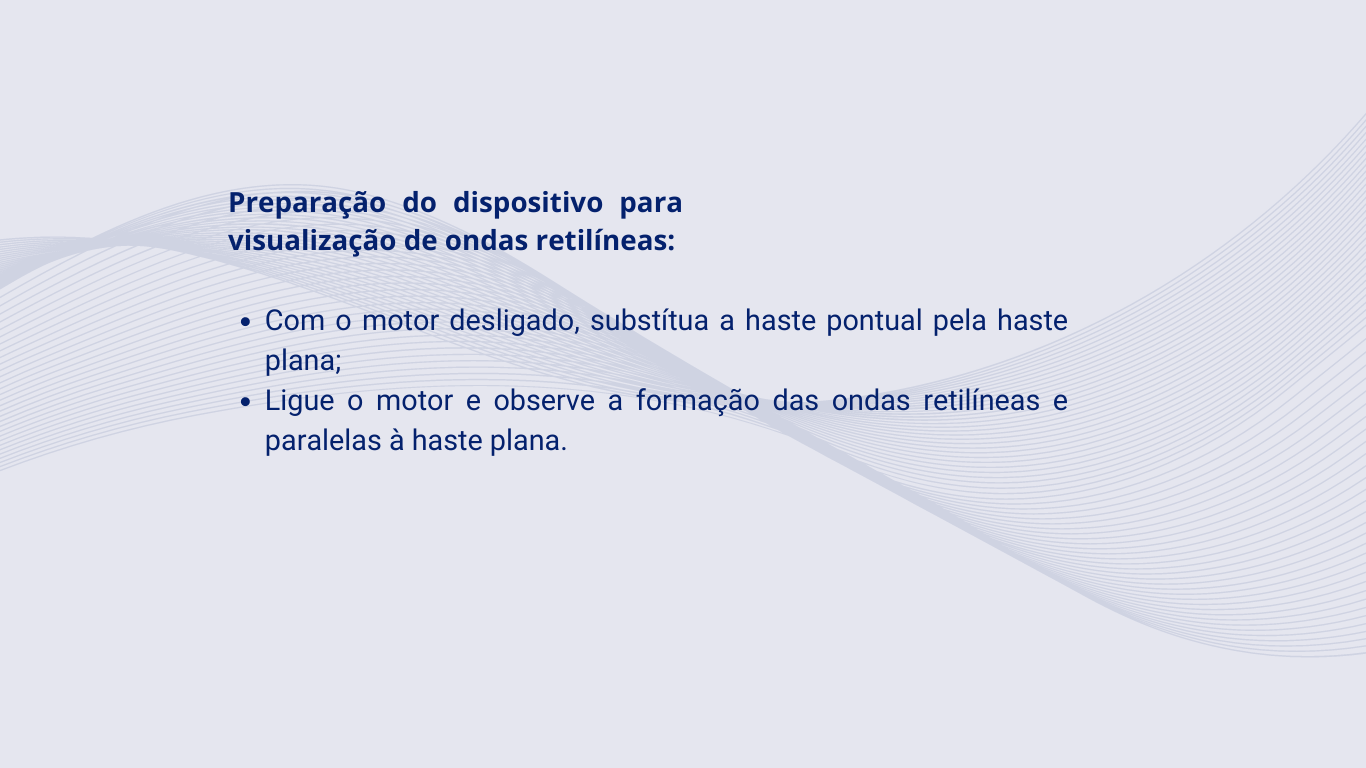 Preparação do dispositivo para
visualização de ondas retilíneas:
• Com o motor desligado, substítua a haste pontual pela haste
plana;
• Ligue o motor e observe a formação das ondas retilíneas e
paralelas à haste plana.